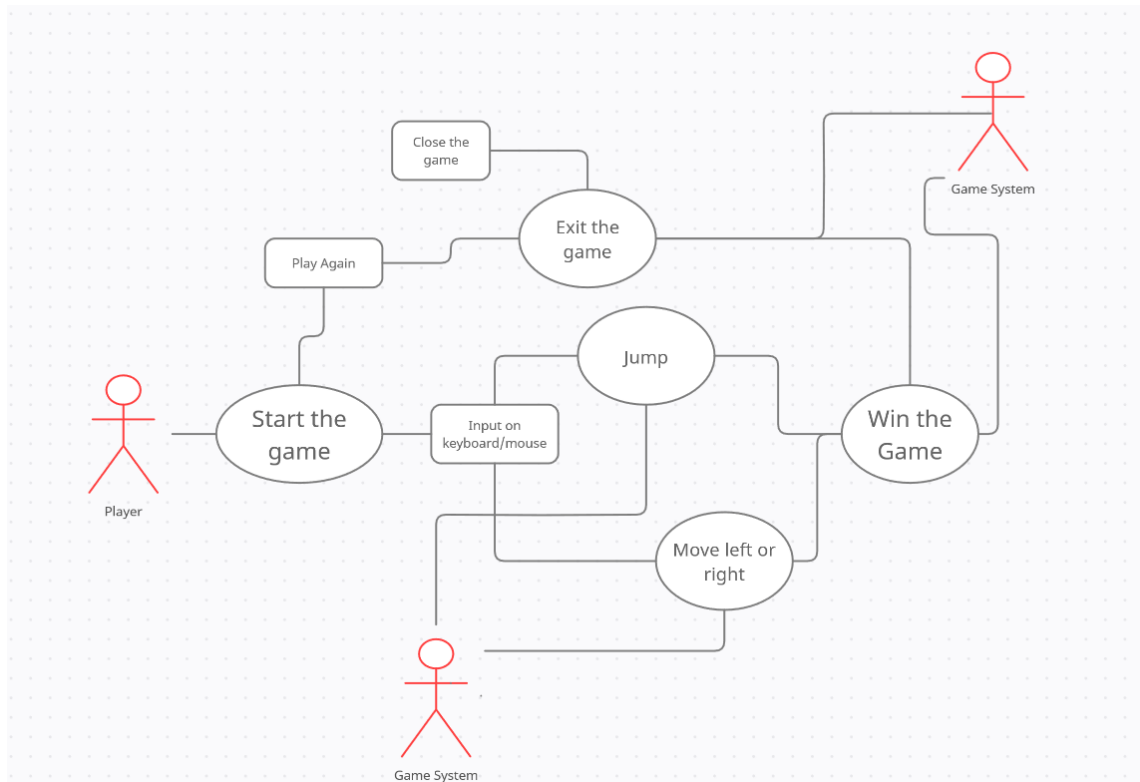 Close the
game
Game System
Exit the
game
Play Again
Jump
Start the
game
Input on
keyboard/mouse
Win the
Game
Player
Move left or
right
Game System